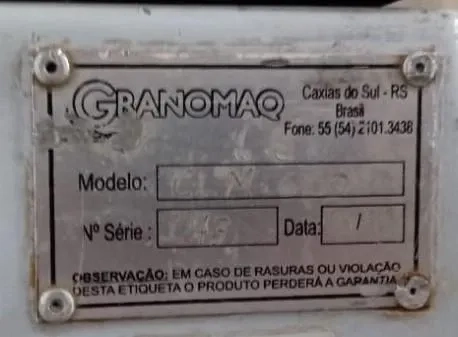 GRANOMAQ
Caxias do Sul - RS
Brasil
Fone: 55 (54) 2101.3438
Modelo:
Nº Série :
Data: /
OBSERVAÇÃO: EM CASO DE RASURAS OU VIOLAÇÃO
DESTA ETIQUETA O PRODUTO PERDERÁ A GARANTIA